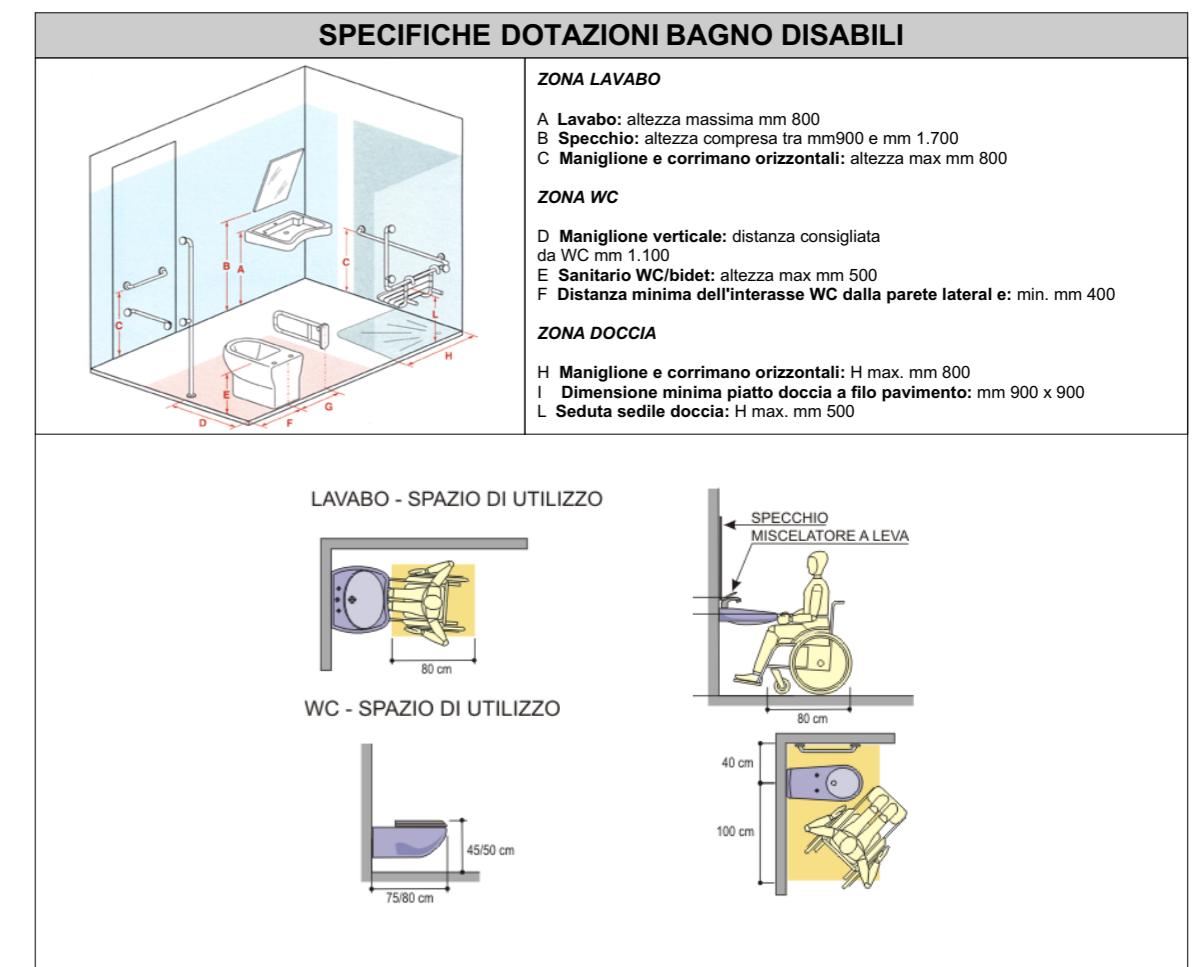 SPECIFICHE DOTAZIONI BAGNO DISABILI
B
A
C
C
L
H
E
G
D
F
ZONA LAVABO
A Lavabo: altezza massima mm 800
B Specchio: altezza compresa tra mm900 e mm 1.700
C Maniglione e corrimano orizzontali: altezza max mm 800
ZONA WC
D Maniglione verticale: distanza consigliata
da WC mm 1.100
E Sanitario WC/bidet: altezza max mm 500
F Distanza minima dell'interasse WC dalla parete lateral e: min. mm 400
ZONA DOCCIA
H Maniglione e corrimano orizzontali: H max. mm 800
I Dimensione minima piatto doccia a filo pavimento: mm 900 x 900
L Seduta sedile doccia: H max. mm 500
LAVABO - SPAZIO DI UTILIZZO
80 cm
SPECCHIO
MISCELATORE A LEVA
80 cm
WC - SPAZIO DI UTILIZZO
45/50 cm
75/80 cm
40 cm
100 cm